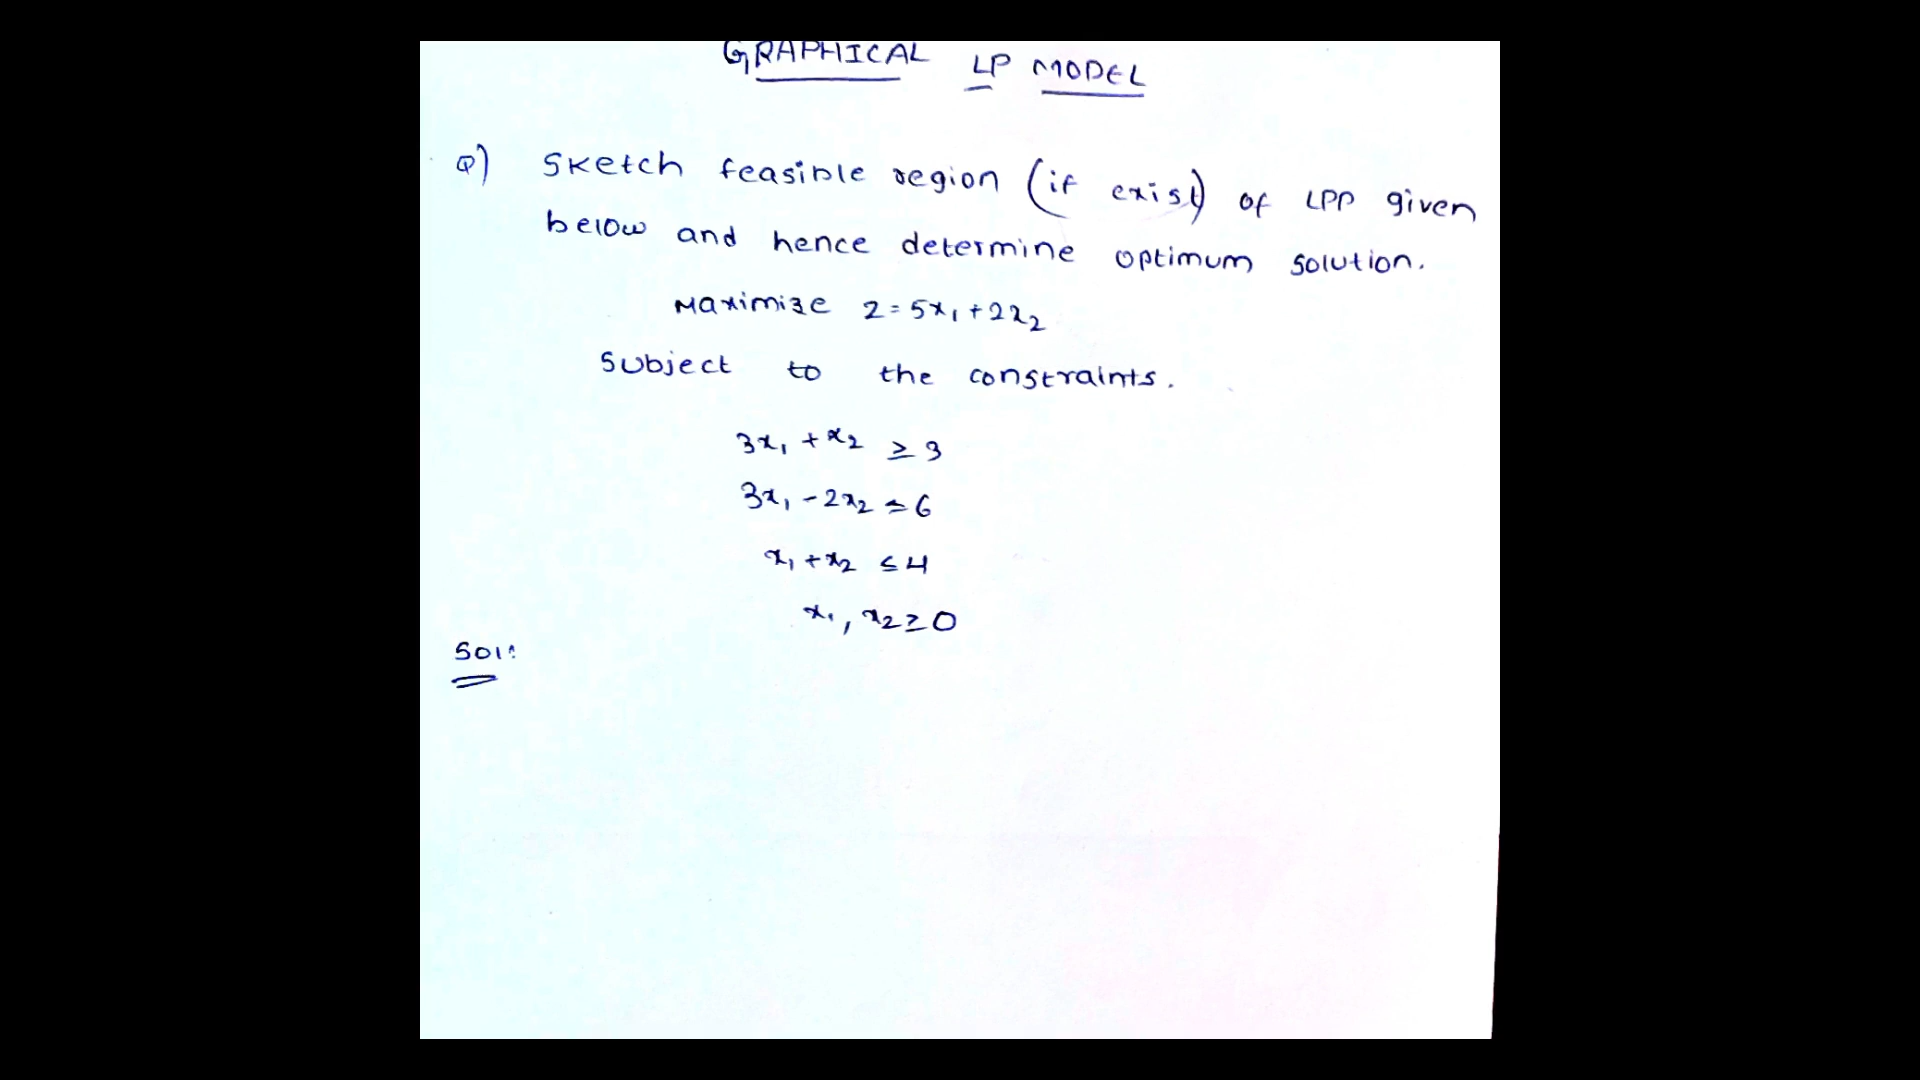 GRAPHICAL LP MODEL
Q) Sketch feasible region (if exist) of LPP given
below and hence determine optimum solution.
Maximize Z = 5x₁ + 2x₂
Subject to the constraints.
3x₁ + x₂ ≥ 3
3x₁ - 2x₂ ≤ 6
x₁ + x₂ ≤ 4
x₁, x₂ ≥ 0
Sol: